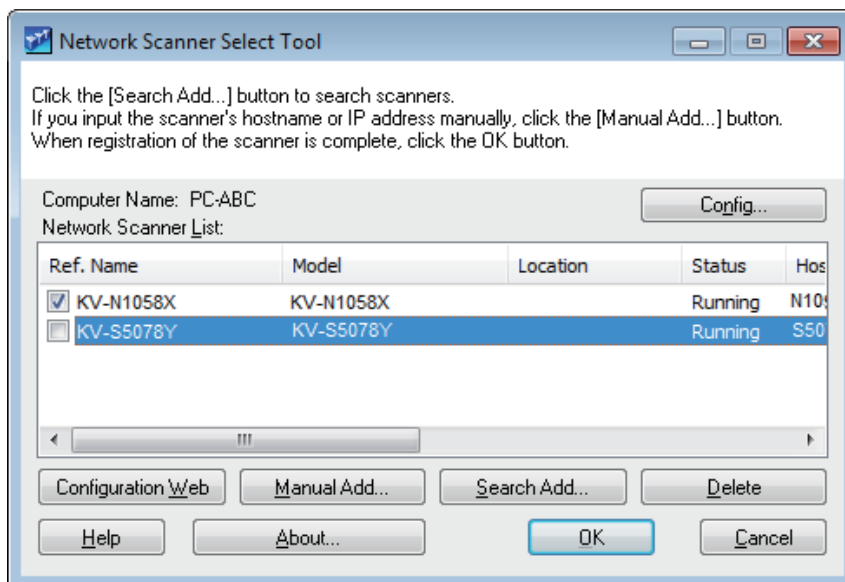 Network Scanner Select Tool
Click the [Search Add...] button to search scanners.
If you input the scanner's hostname or IP address manually, click the [Manual Add...] button.
When registration of the scanner is complete, click the OK button.
Computer Name: PC-ABC
Config...
Network Scanner List:
Ref. Name Model Location Status Hos
KV-N1058X KV-N1058X Running N10
KV-S5078Y KV-S5078Y Running S50
Configuration Web Manual Add... Search Add... Delete
Help About... OK Cancel